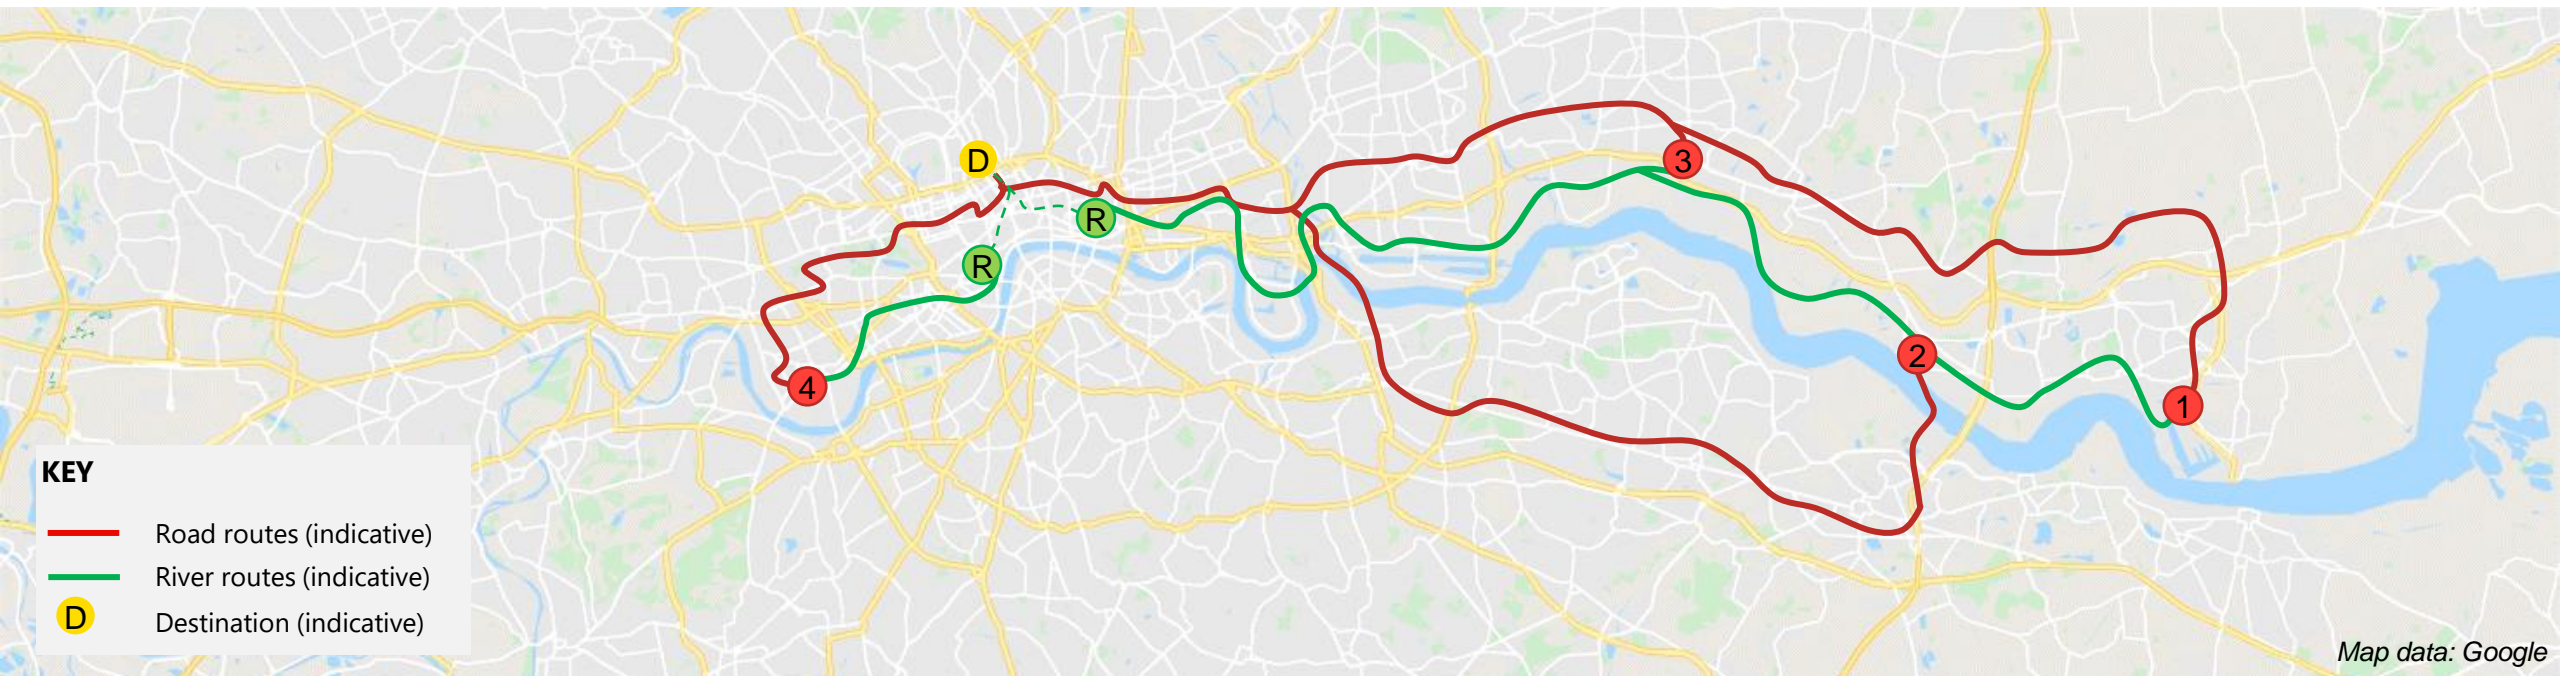 D
3
R
R
2
4
1
KEY
Road routes (indicative)
River routes (indicative)
D Destination (indicative)
Map data: Google